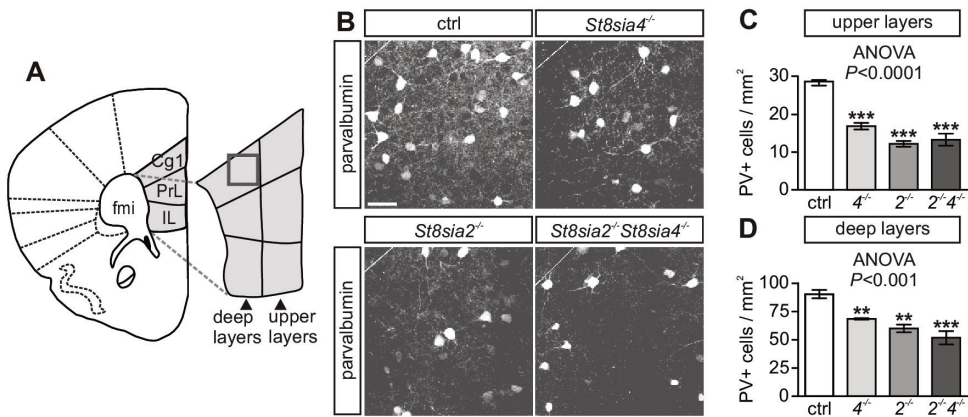 A
Cg1
PrL
IL
fmi
deep layers
upper layers
B
ctrl
St8sia4-/-
parvalbumin
St8sia2-/-
St8sia2-/-St8sia4-/-
parvalbumin
C
upper layers
ANOVA
P<0.0001
PV+ cells / mm²
30
20
10
0
***
***
***
ctrl
4-/-
2-/-
2-/-4-/-
D
deep layers
ANOVA
P<0.001
PV+ cells / mm²
100
75
50
25
0
**
**
***
ctrl
4-/-
2-/-
2-/-4-/-